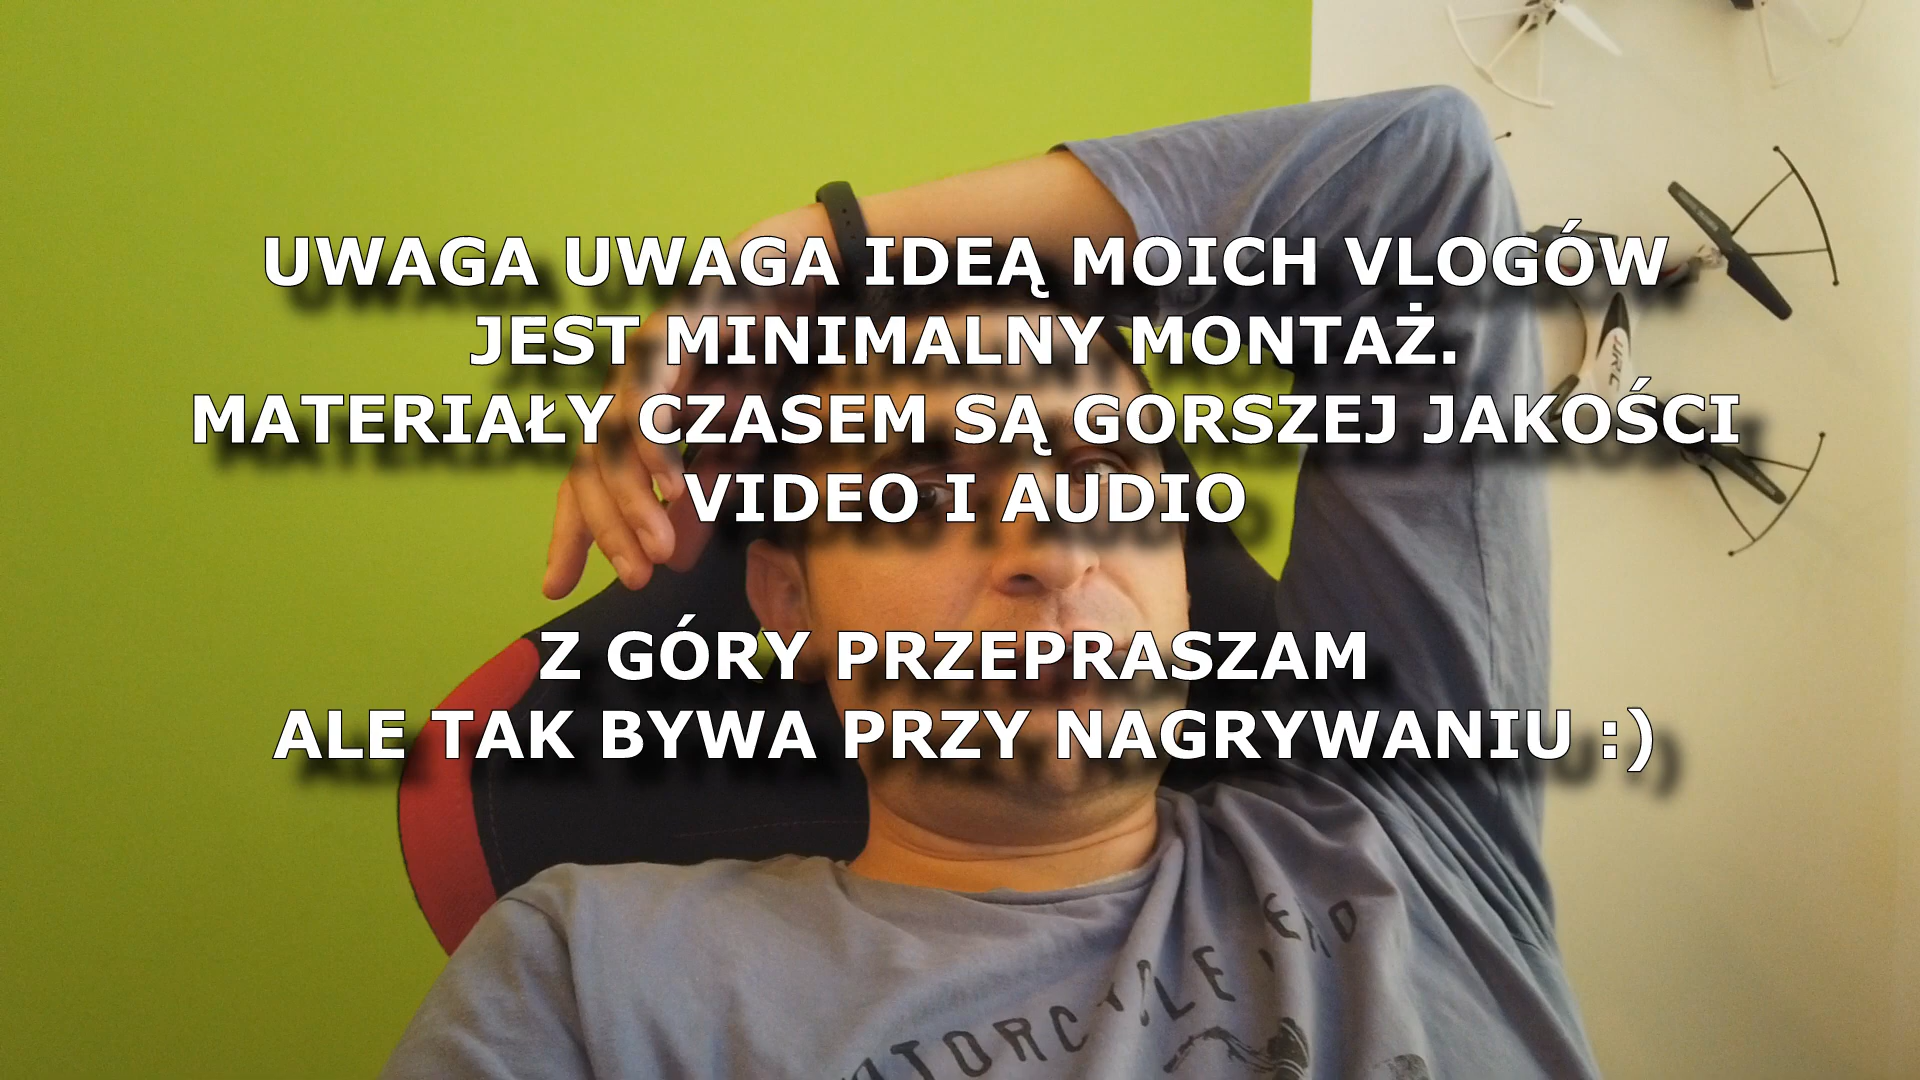 UWAGA UWAGA IDEĄ MOICH VLOGÓW
JEST MINIMALNY MONTAŻ.
MATERIAŁY CZASEM SĄ GORSZEJ JAKOŚCI
VIDEO I AUDIO
Z GÓRY PRZEPRASZAM
ALE TAK BYWA PRZY NAGRYWANIU :)
JJRC